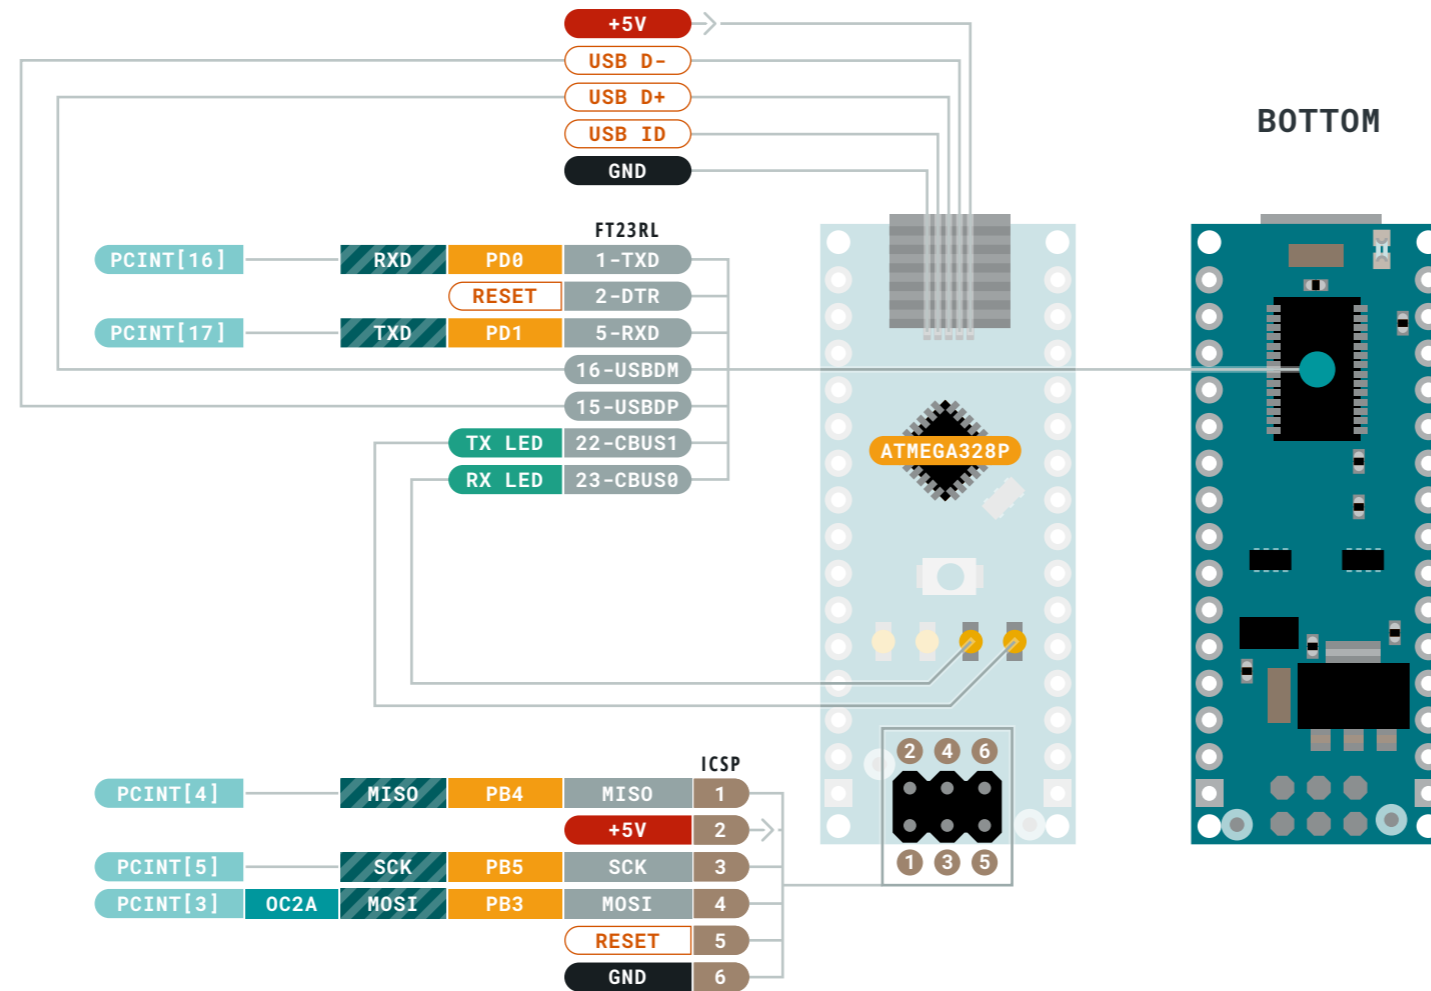 +5V
USB D-
USB D+
USB ID
GND
BOTTOM
FT23RL
PCINT[16] RXD PD0 1-TXD
RESET 2-DTR
PCINT[17] TXD PD1 5-RXD
16-USBDM
15-USBDP
TX LED 22-CBUS1
RX LED 23-CBUS0
ATMEGA328P
2 4 6
1 3 5
ICSP
PCINT[4] MISO PB4 MISO 1
+5V 2
PCINT[5] SCK PB5 SCK 3
PCINT[3] OC2A MOSI PB3 MOSI 4
RESET 5
GND 6